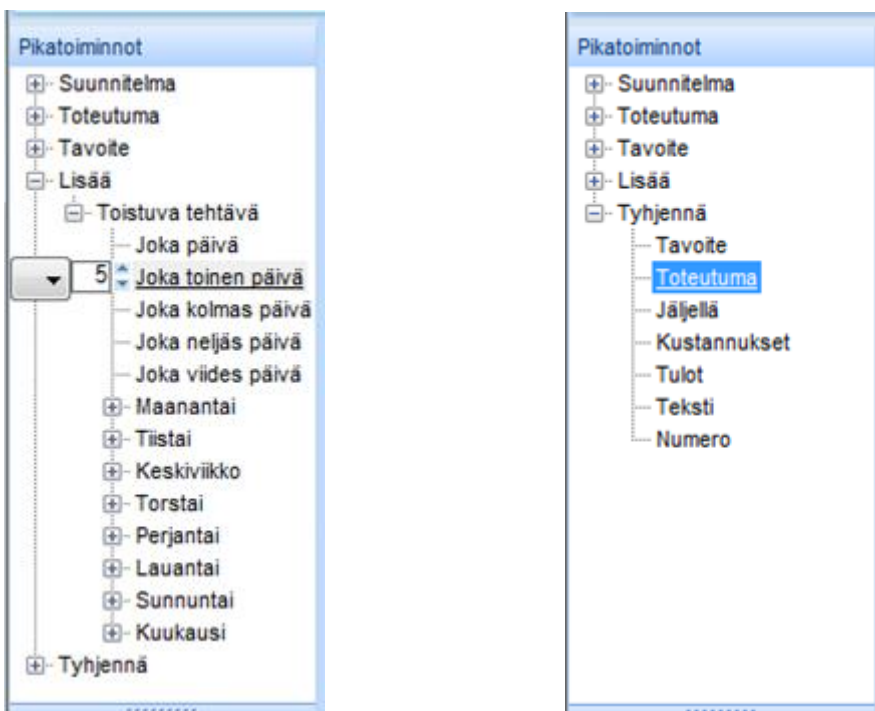 Pikatoiminnot
Suunnitelma
Toteutuma
Tavoite
Lisää
Toistuva tehtävä
Joka päivä
5 Joka toinen päivä
Joka kolmas päivä
Joka neljäs päivä
Joka viides päivä
Maanantai
Tiistai
Keskiviikko
Torstai
Perjantai
Lauantai
Sunnuntai
Kuukausi
Tyhjennä
Pikatoiminnot
Suunnitelma
Toteutuma
Tavoite
Lisää
Tyhjennä
Tavoite
Toteutuma
Jäljellä
Kustannukset
Tulot
Teksti
Numero